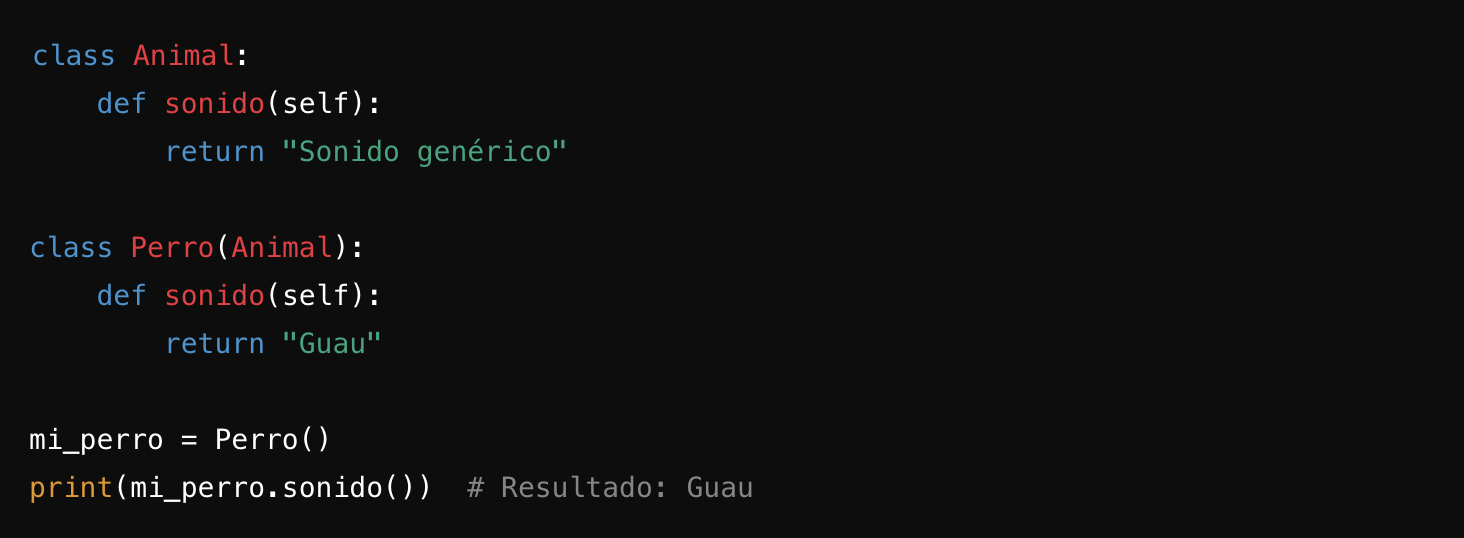 class Animal:
    def sonido(self):
        return "Sonido genérico"

class Perro(Animal):
    def sonido(self):
        return "Guau"

mi_perro = Perro()
print(mi_perro.sonido())  # Resultado: Guau